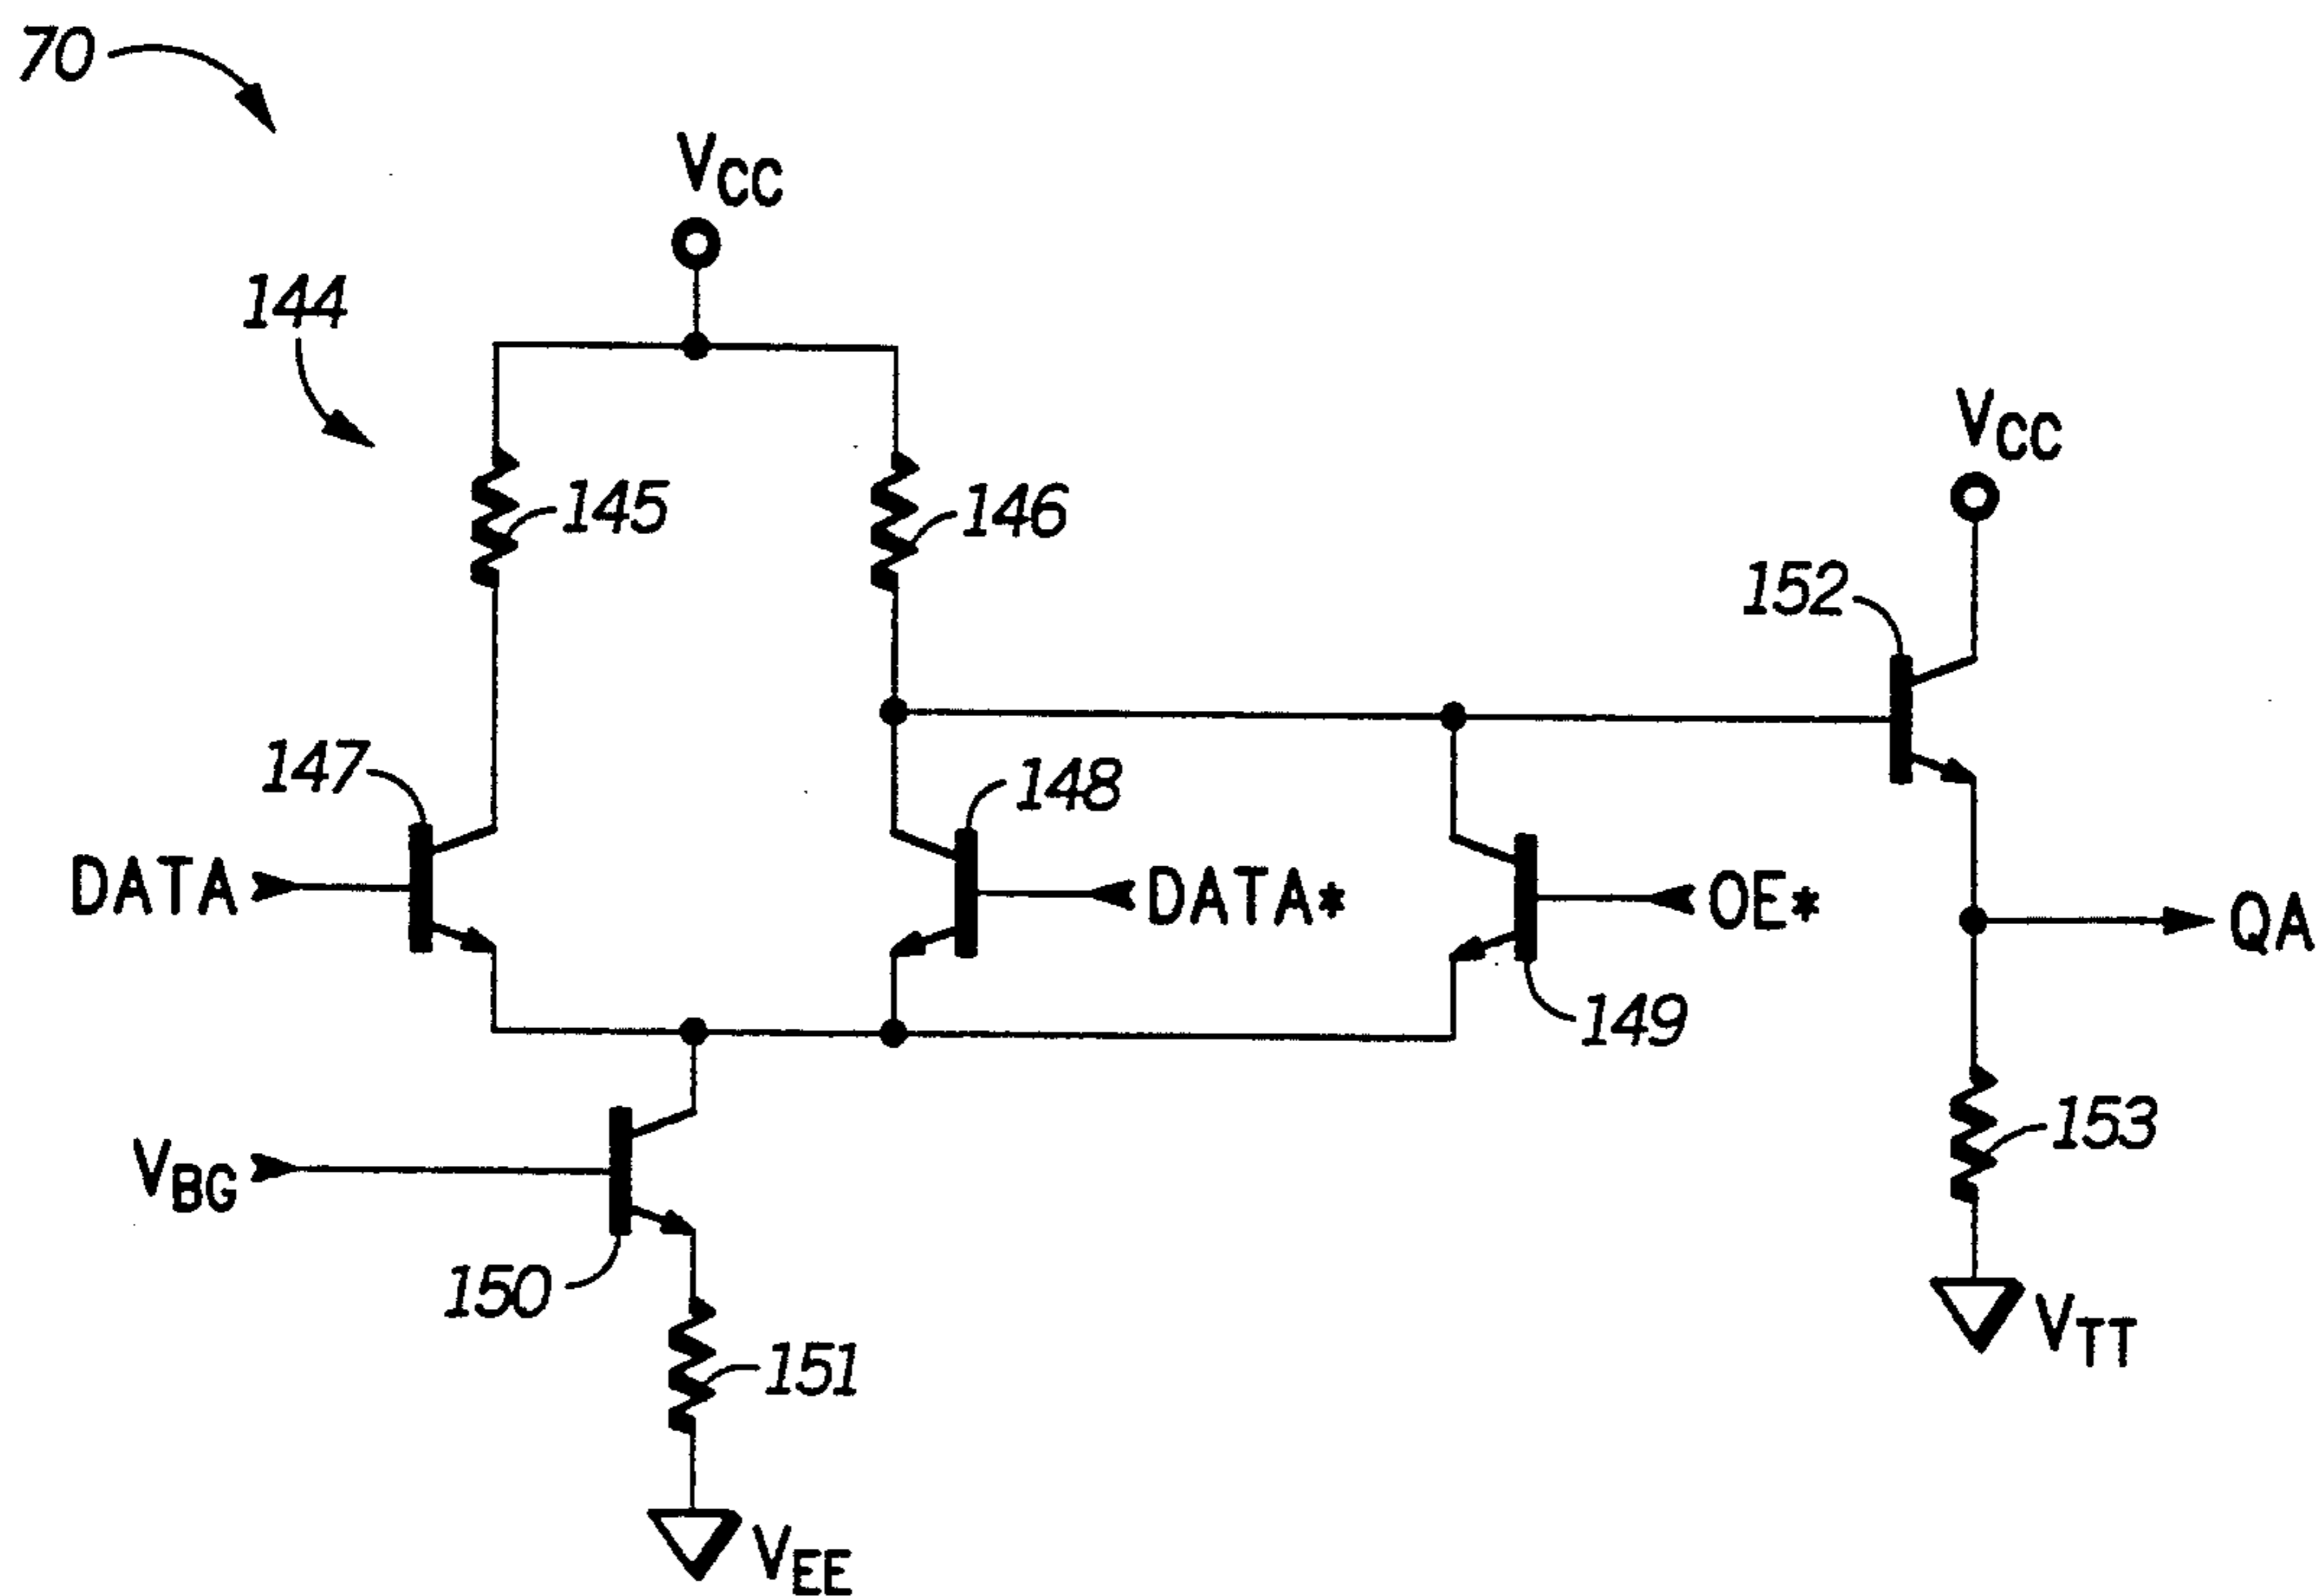 70
VCC
144
VCC
145
146
152
147
148
DATA
DATA*
OE*
QA
149
VBG
153
150
VTT
151
VEE